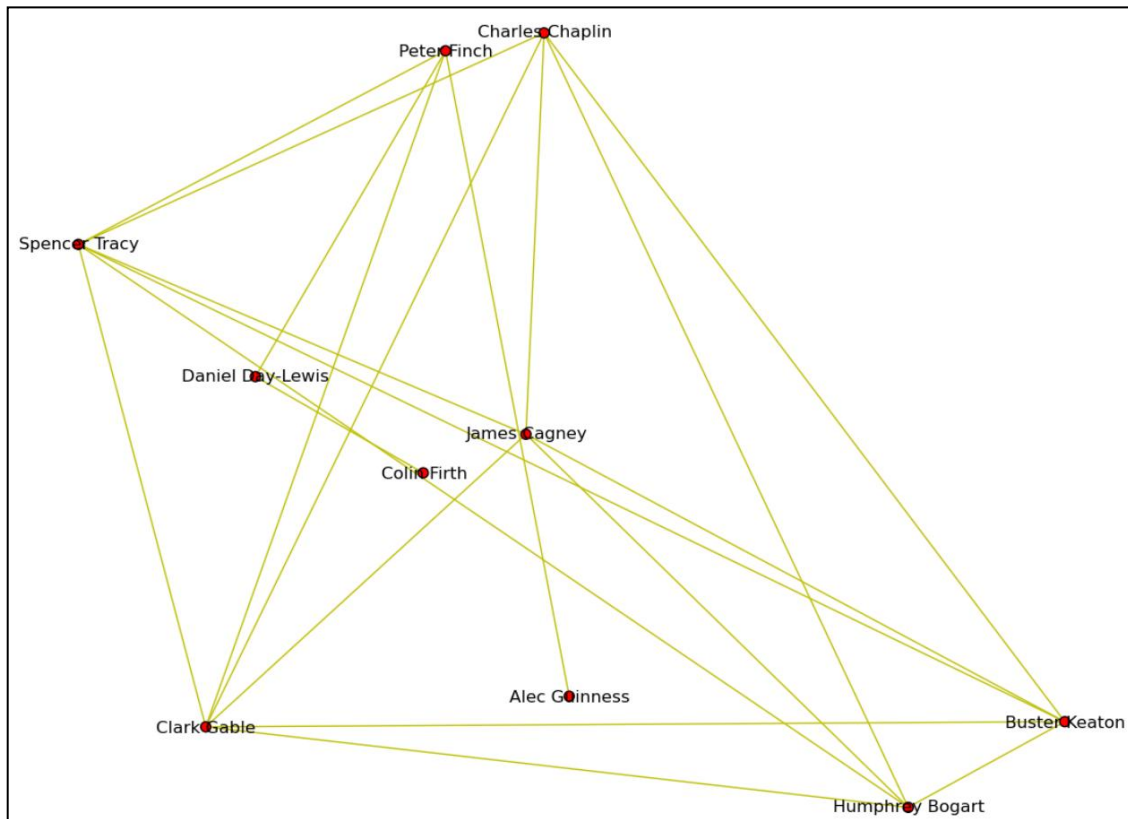 Charles Chaplin
Peter Finch
Spencer Tracy
Daniel Day-Lewis
James Cagney
Colin Firth
Alec Guinness
Clark Gable
Buster Keaton
Humphrey Bogart